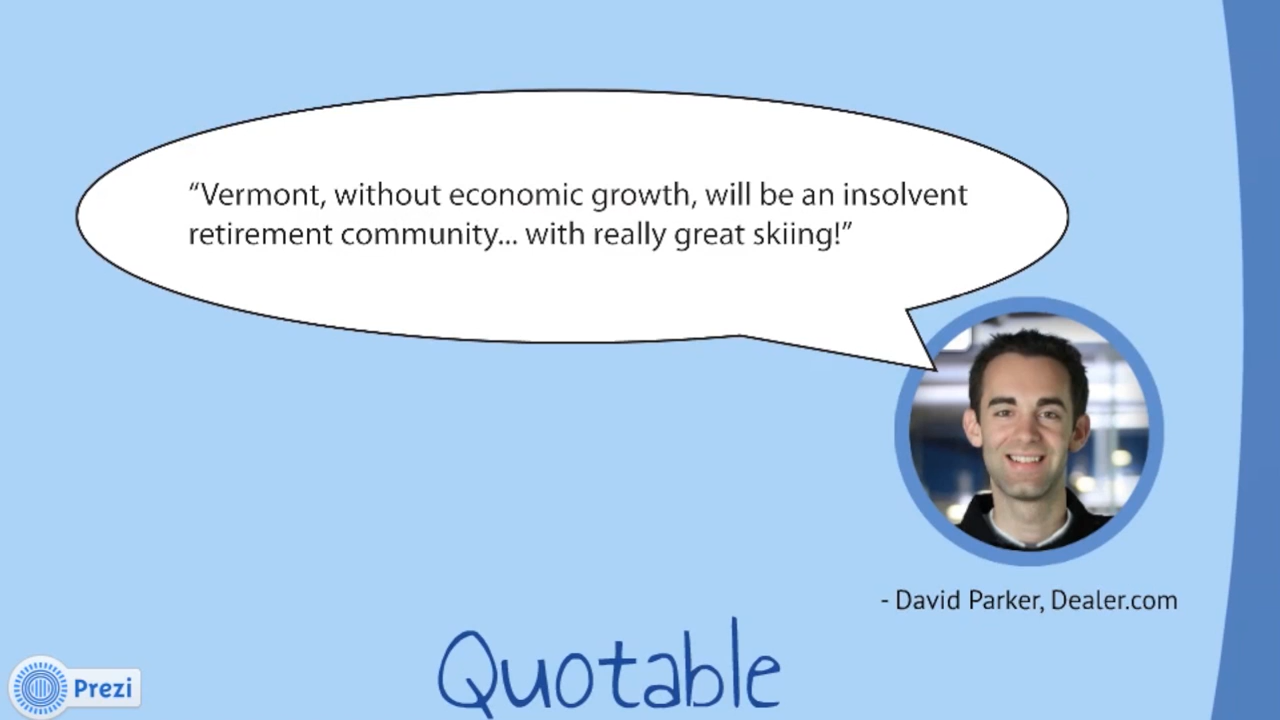 “Vermont, without economic growth, will be an insolvent
retirement community... with really great skiing!”
- David Parker, Dealer.com
Quotable
Prezi